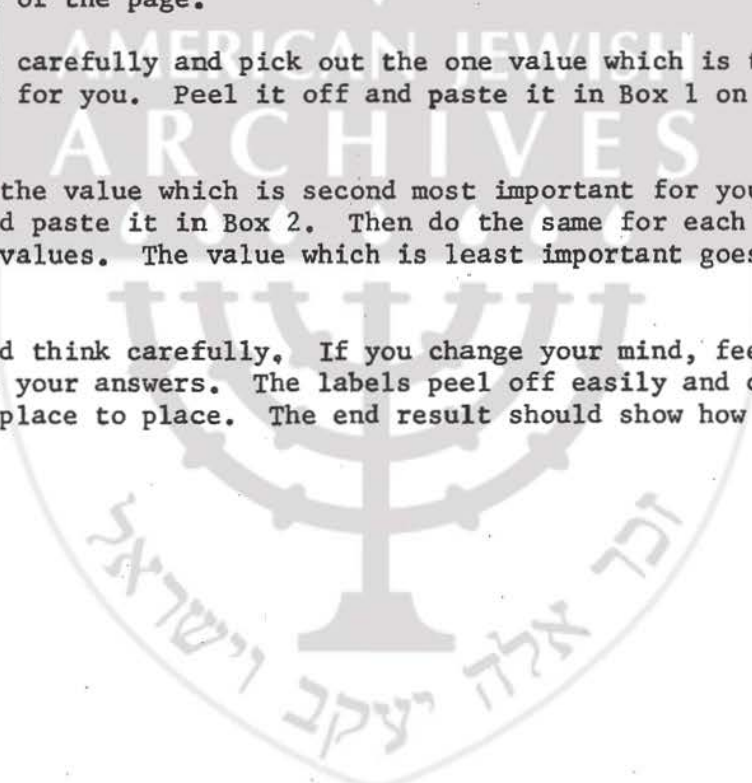 of the page.
AMERICAN JEWISH
carefully and pick out the one value which is
for you. Peel it off and paste it in Box 1 on
ARCHIVES
the value which is second most important for you
paste it in Box 2. Then do the same for each
values. The value which is least important goes
think carefully. If you change your mind, feel
your answers. The labels peel off easily and
place to place. The end result should show how
זכר אלה יעקב וישראל